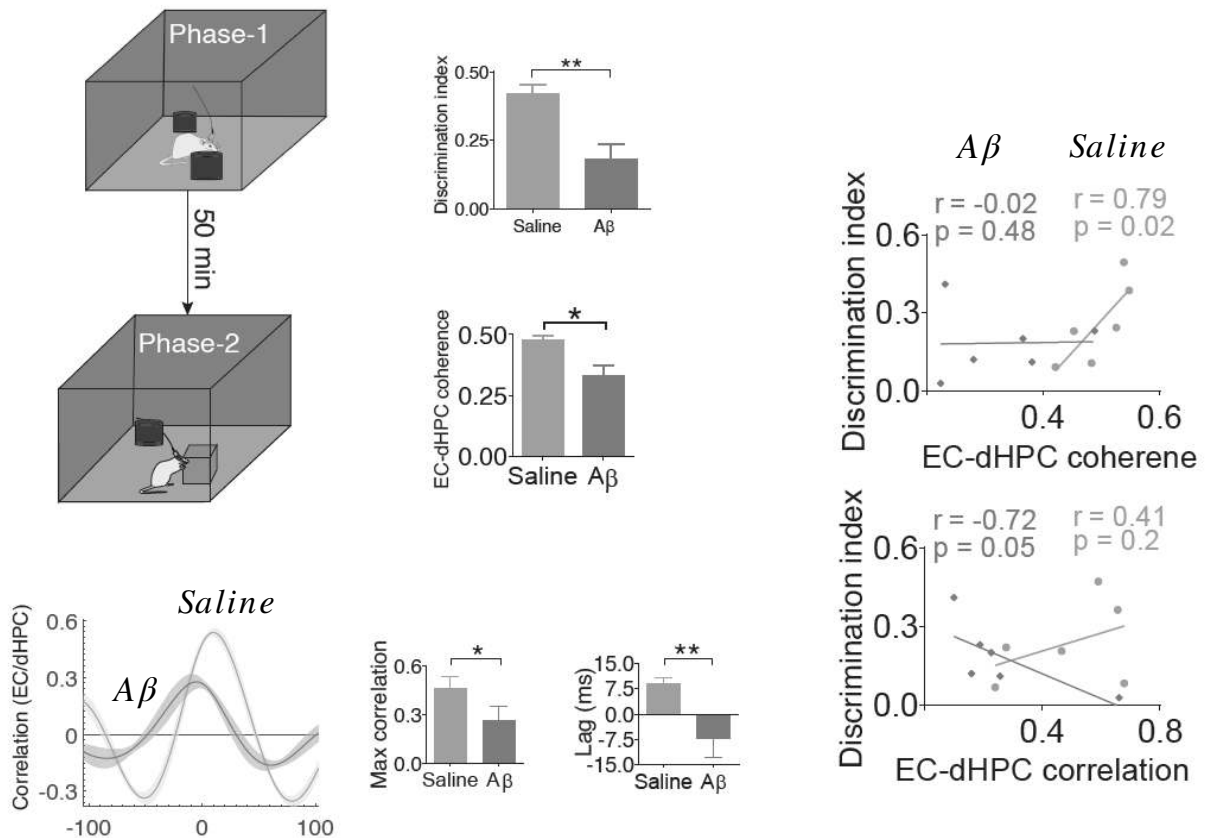 Phase-1
50 min
Phase-2
Discrimination index
0.50
0.25
0.00
**
Saline Aβ
EC-dHPC coherence
0.50
0.25
0.00
*
Saline Aβ
Aβ Saline
r = -0.02 r = 0.79
p = 0.48 p = 0.02
Discrimination index
0.6
0.3
0.0
0.4 0.6
EC-dHPC coherene
r = -0.72 r = 0.41
p = 0.05 p = 0.2
Discrimination index
0.6
0.3
0.0
0.4 0.8
EC-dHPC correlation
Saline
Aβ
Correlation (EC/dHPC)
0.6
0.3
0
-0.3
-100 0 100
Max correlation
0.6
0.3
0.0
*
Saline Aβ
Lag (ms)
15.0
7.5
0.0
-7.5
-15.0
**
Saline Aβ